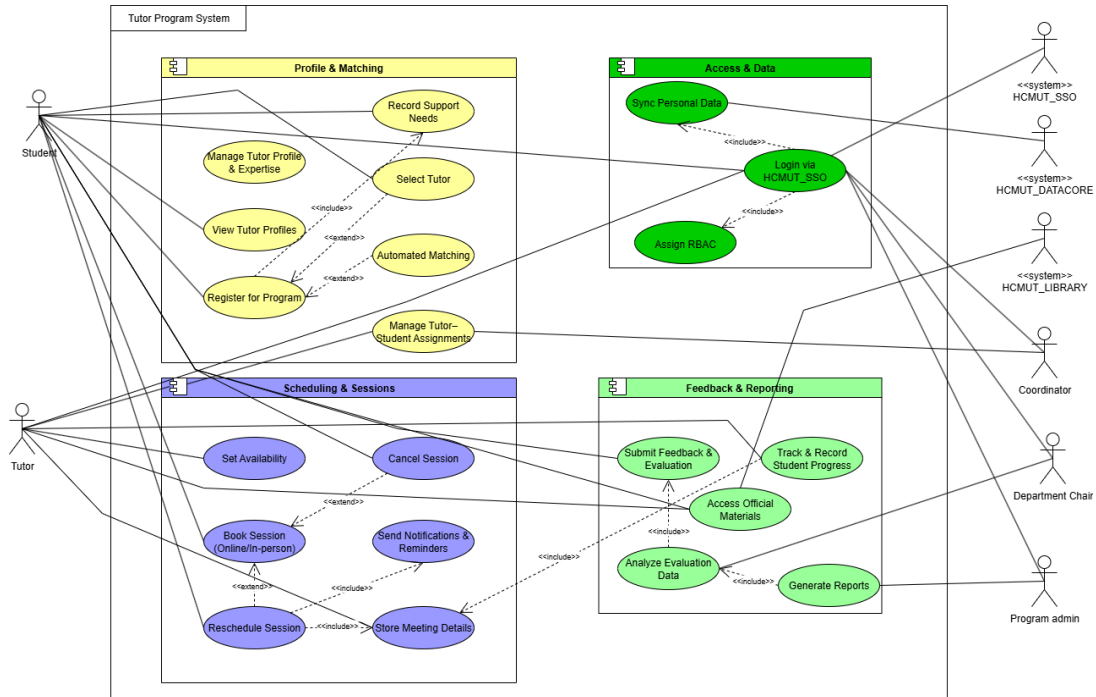 Tutor Program System
Profile & Matching
Record Support
Needs
Manage Tutor Profile
& Expertise
Select Tutor
<<include>>
View Tutor Profiles
<<extend>>
Automated Matching
<<extend>>
Register for Program
Manage Tutor–
Student Assignments
Access & Data
Sync Personal Data
<<include>>
Login via
HCMUT_SSO
<<include>>
Assign RBAC
Scheduling & Sessions
Set Availability
Cancel Session
<<extend>>
Book Session
(Online/In-person)
Send Notifications &
Reminders
<<extend>>
<<include>>
Reschedule Session
<<include>>
Store Meeting Details
Feedback & Reporting
Submit Feedback &
Evaluation
Track & Record
Student Progress
Access Official
Materials
<<include>>
<<include>>
Analyze Evaluation
Data
<<include>>
Generate Reports
Student
Tutor
<<system>>
HCMUT_SSO
<<system>>
HCMUT_DATACORE
<<system>>
HCMUT_LIBRARY
Coordinator
Department Chair
Program admin